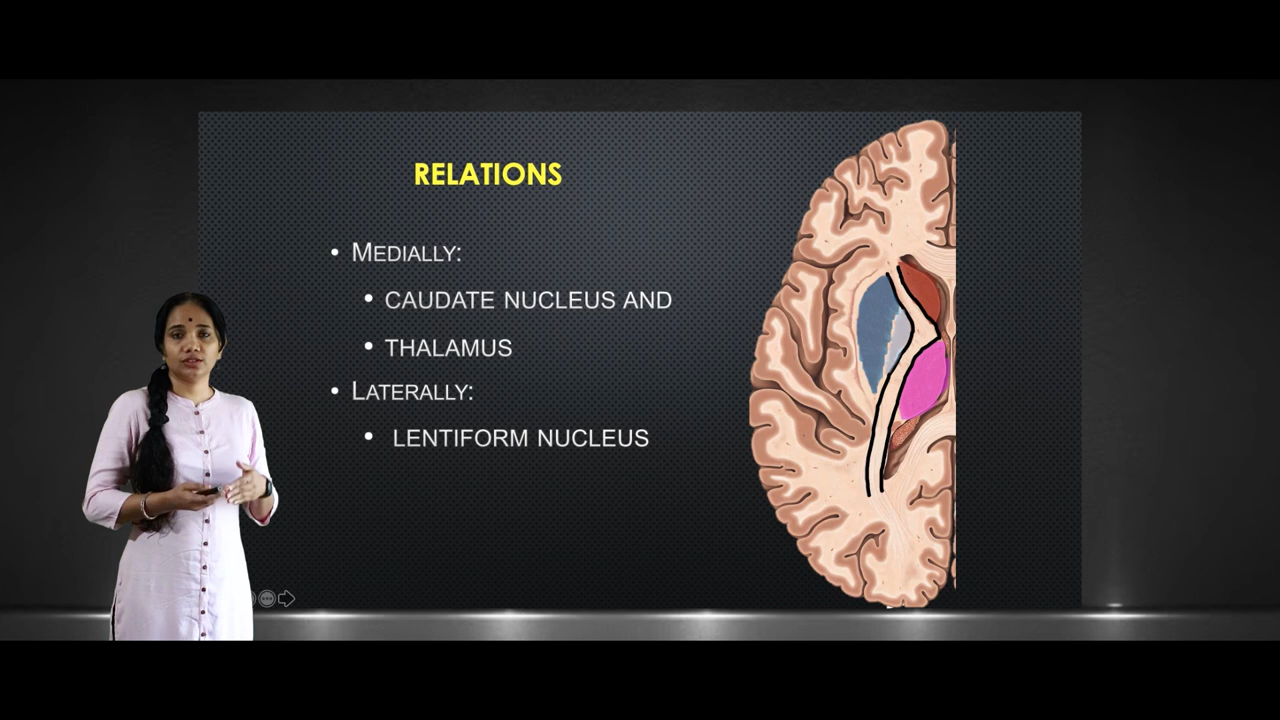 RELATIONS
• MEDIALLY:
• CAUDATE NUCLEUS AND
• THALAMUS
• LATERALLY:
• LENTIFORM NUCLEUS